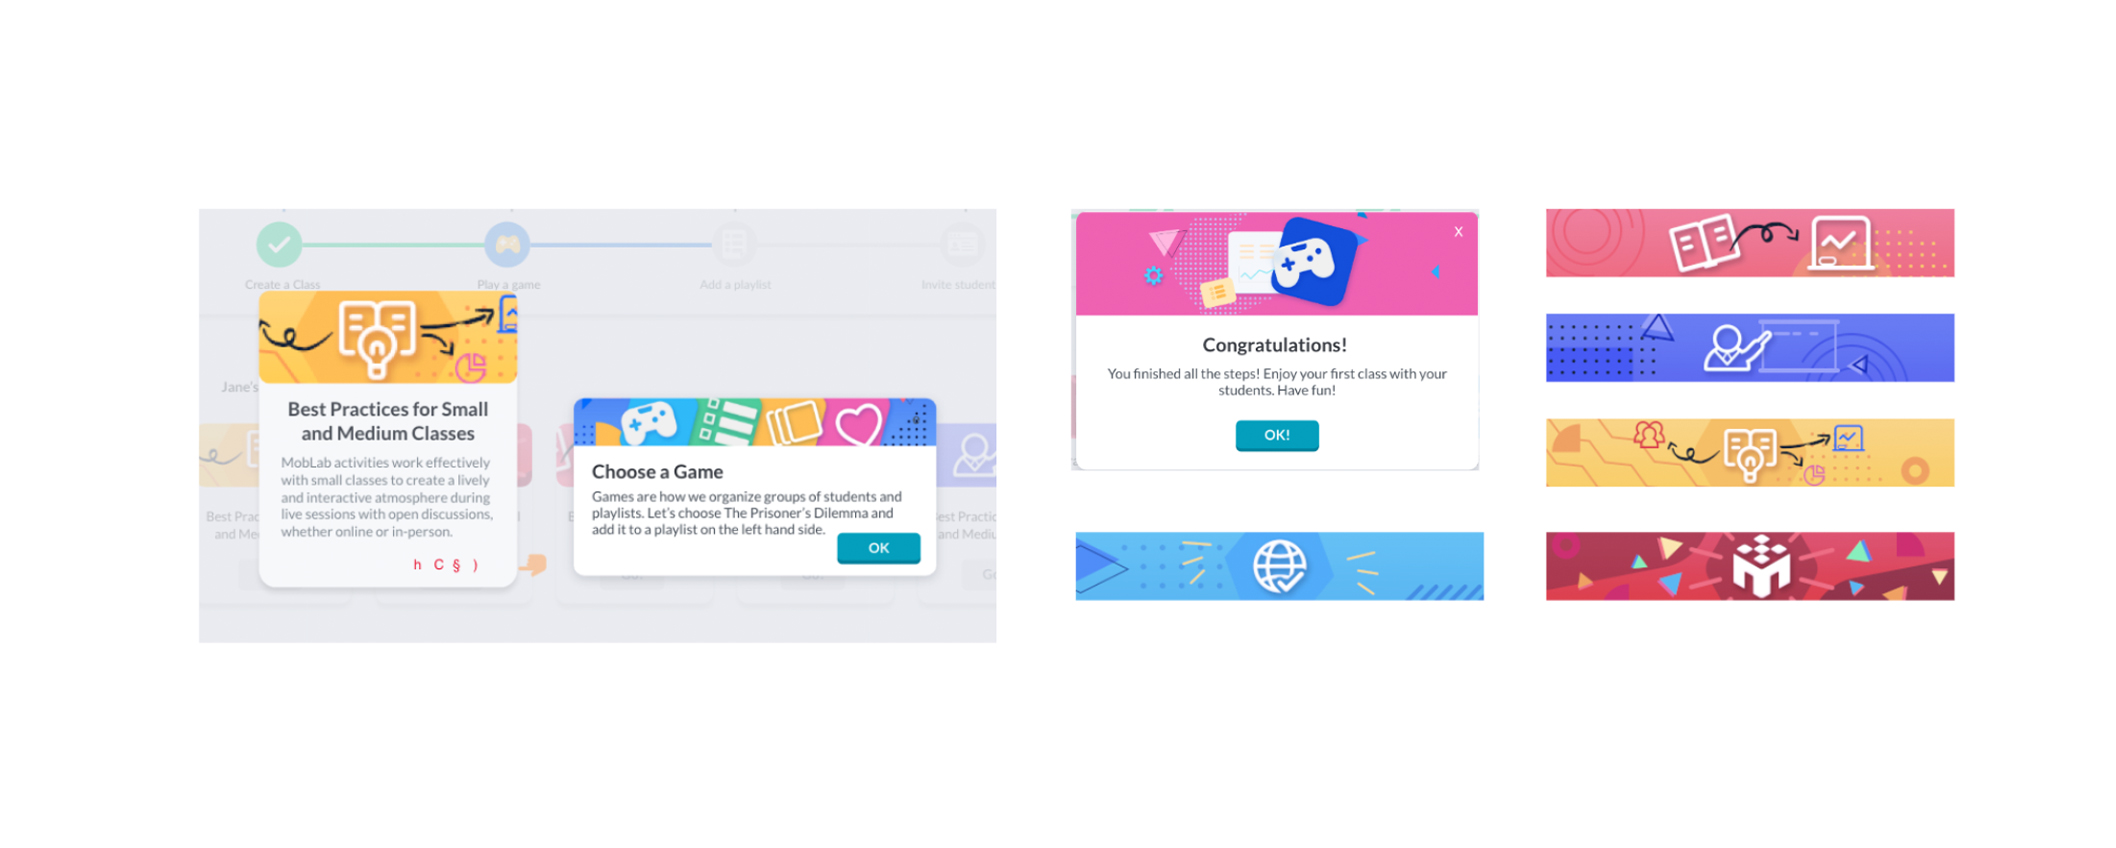 Create a Class
Play a game
Add a playlist
Invite student
Jane's
Best Practices for Small
and Medium Classes
MobLab activities work effectively
with small classes to create a lively
and interactive atmosphere during
live sessions with open discussions,
whether online or in-person.
h C § )
Choose a Game
Games are how we organize groups of students and
playlists. Let's choose The Prisoner's Dilemma and
add it to a playlist on the left hand side.
OK
Best Prac
and Me
est Practic
and Mediu
X
Congratulations!
You finished all the steps! Enjoy your first class with your
students. Have fun!
OK!